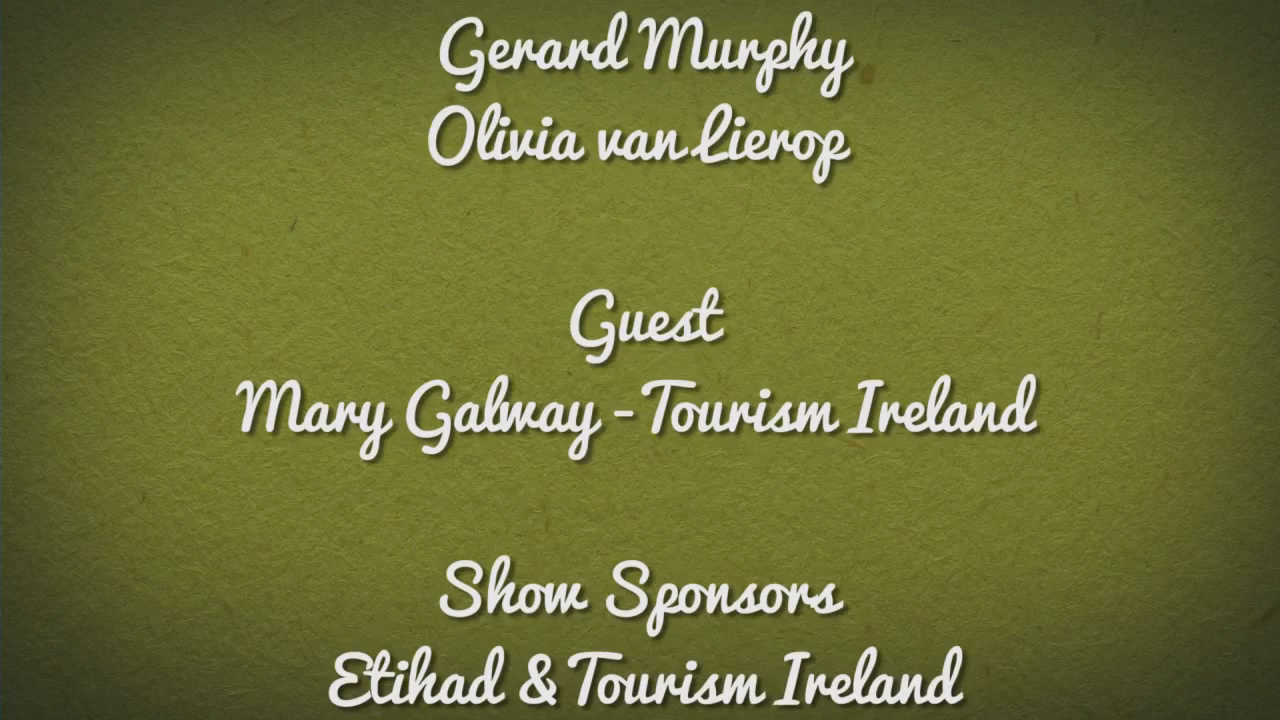 Gerard Murphy
Olivia van Lierop
Guest
Mary Galway - Tourism Ireland
Show Sponsors
Etihad & Tourism Ireland